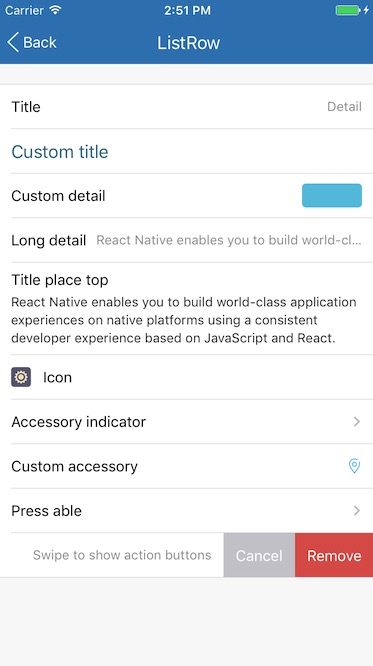 Carrier 2:51 PM
Back ListRow
Title Detail
Custom title
Custom detail
Long detail React Native enables you to build world-cl...
Title place top
React Native enables you to build world-class application
experiences on native platforms using a consistent
developer experience based on JavaScript and React.
Icon
Accessory indicator
Custom accessory
Press able
Swipe to show action buttons Cancel Remove